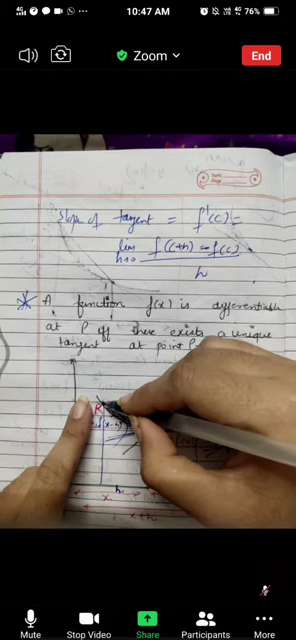 10:47 AM
4G 76%
Zoom
End
Slope of tangent = f'(c) =
lim f(c+h) - f(c)
h→0 h
A function f(x) is differentiable
at P iff there exists a unique
tangent at point P.
R
(x-h)
h
x
x+h
Mute
Stop Video
Share
Participants
More